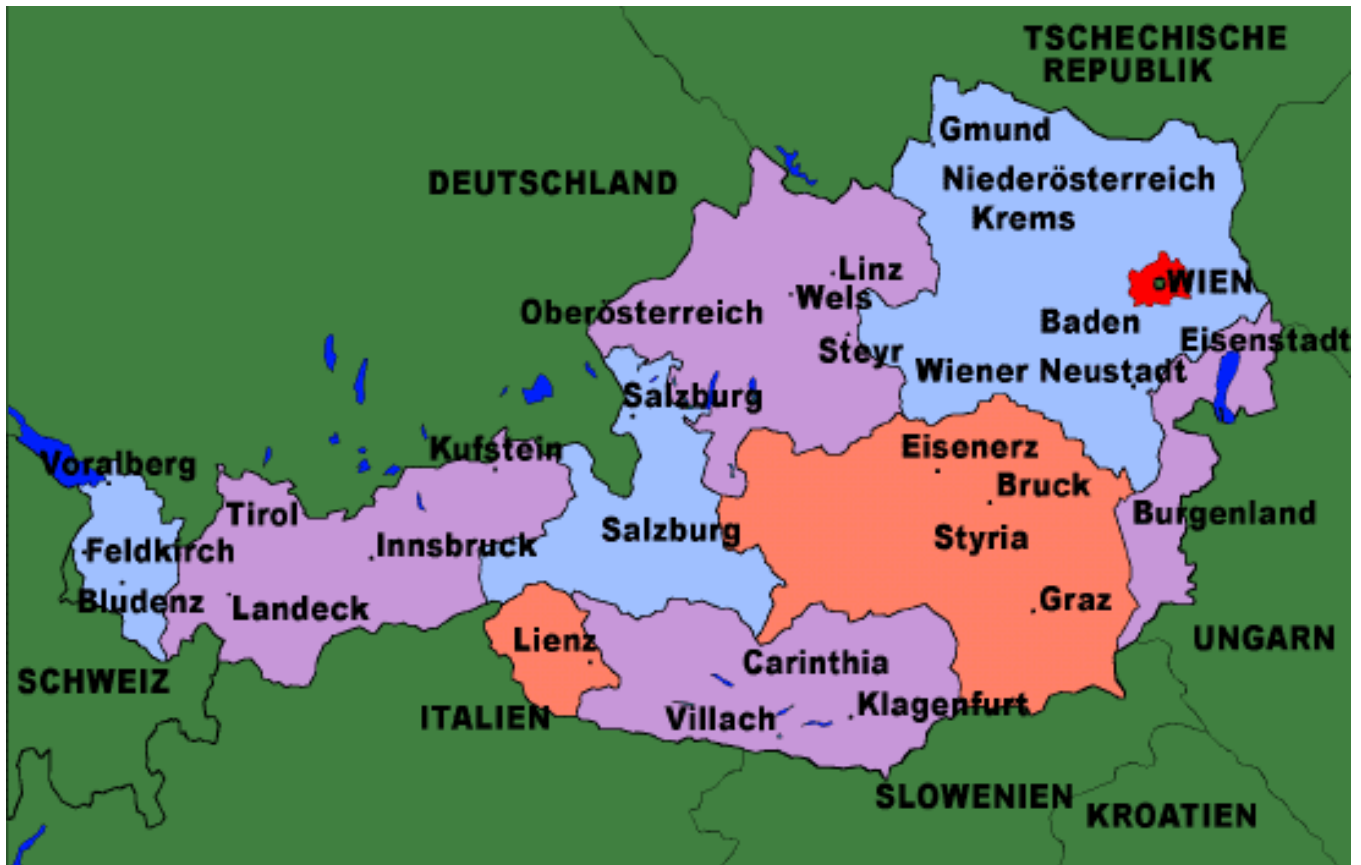 TSCHECHISCHE
REPUBLIK
Gmund
DEUTSCHLAND
Niederösterreich
Krems
Linz
WIEN
Wels
Oberösterreich
Baden
Eisenstadt
Steyr
Wiener Neustadt
Salzburg
Kufstein
Eisenerz
Voralberg
Bruck
Tirol
Burgenland
Salzburg
Styria
Innsbruck
Feldkirch
Bludenz
Landeck
Graz
Lienz
UNGARN
Carinthia
SCHWEIZ
Klagenfurt
ITALIEN
Villach
SLOWENIEN
KROATIEN